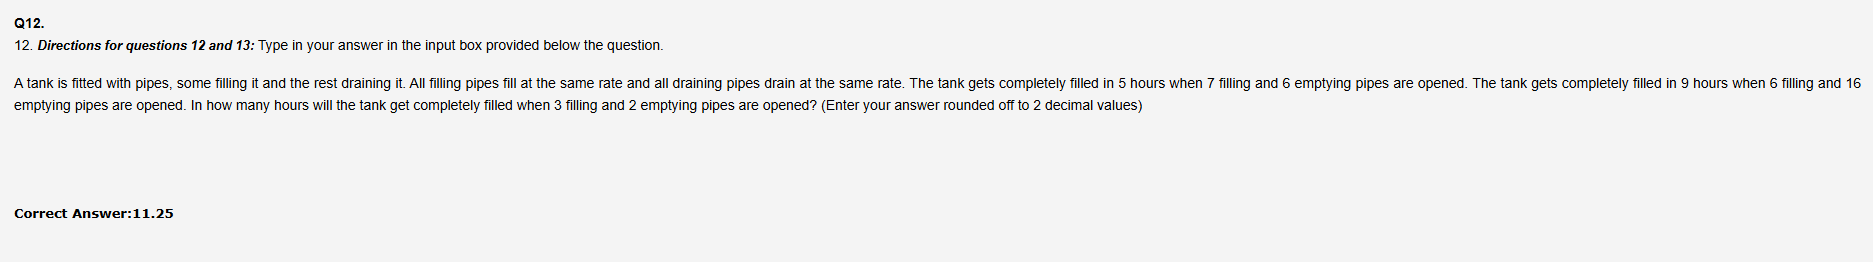 Q12.
12. Directions for questions 12 and 13: Type in your answer in the input box provided below the question.
A tank is fitted with pipes, some filling it and the rest draining it. All filling pipes fill at the same rate and all draining pipes drain at the same rate. The tank gets completely filled in 5 hours when 7 filling and 6 emptying pipes are opened. The tank gets completely filled in 9 hours when 6 filling and 16
emptying pipes are opened. In how many hours will the tank get completely filled when 3 filling and 2 emptying pipes are opened? (Enter your answer rounded off to 2 decimal values)
Correct Answer:11.25